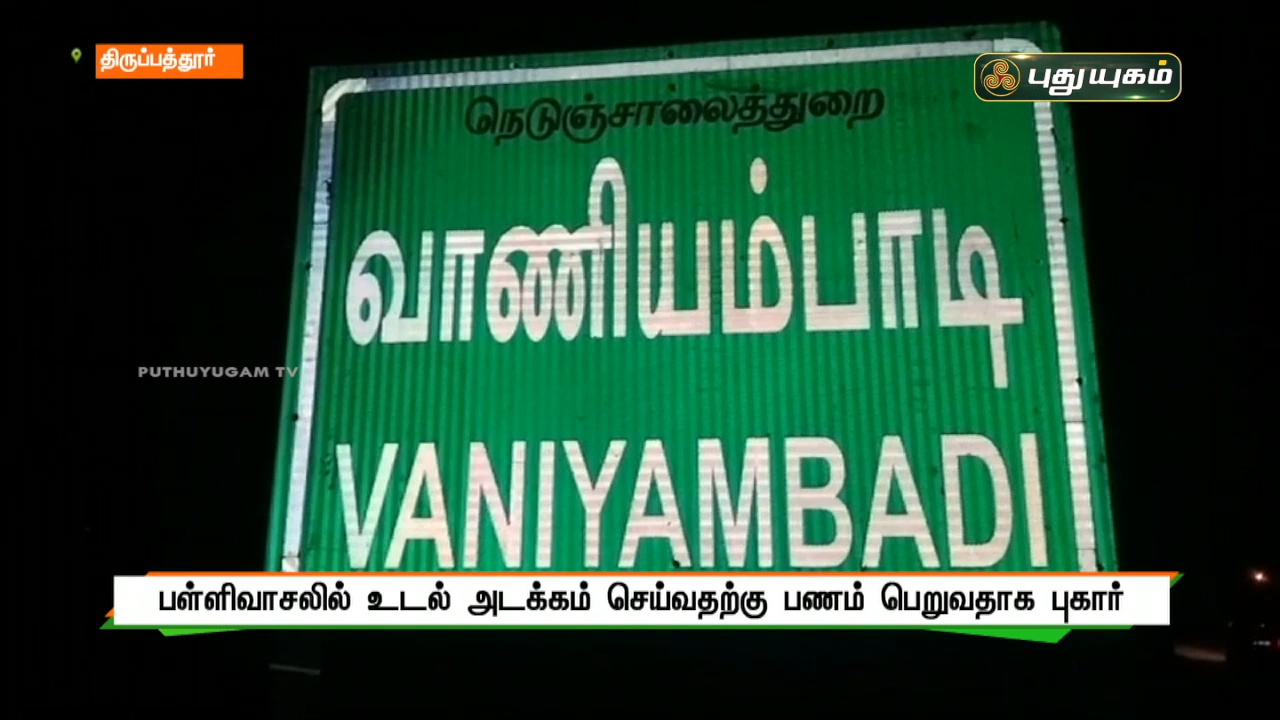 திருப்பத்தூர்
புதுயுகம்
நெடுஞ்சாலைத்துறை
வாணியம்பாடி
PUTHUYUGAM TV
VANIYAMBADI
பள்ளிவாசலில் உடல் அடக்கம் செய்வதற்கு பணம் பெறுவதாக புகார்